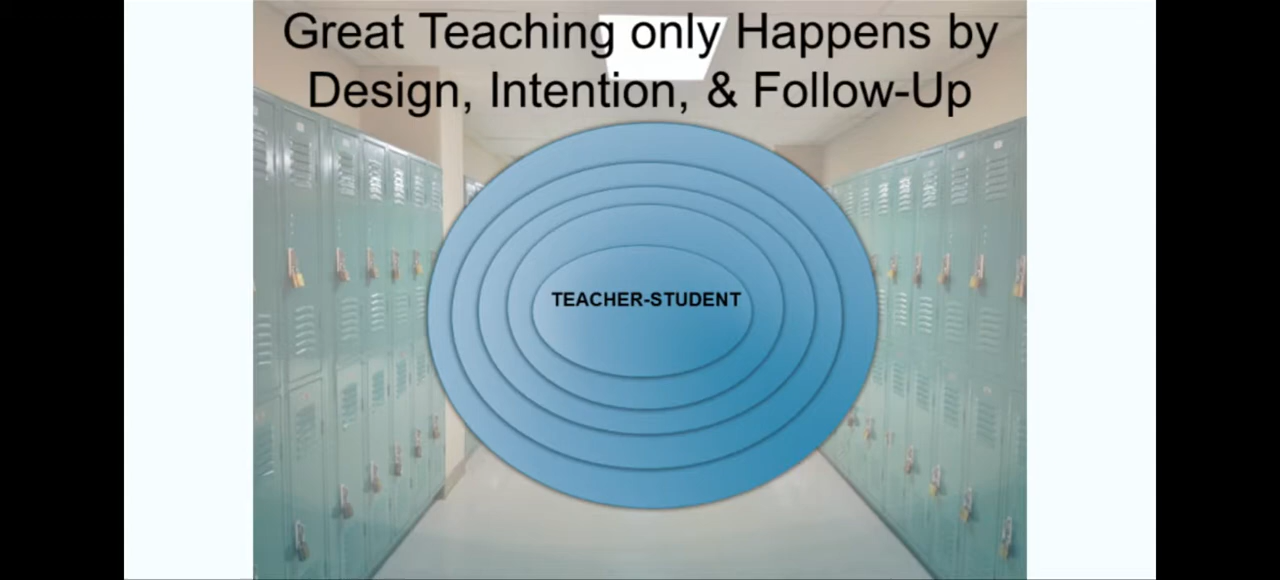 Great Teaching only Happens by
Design, Intention, & Follow-Up
TEACHER-STUDENT